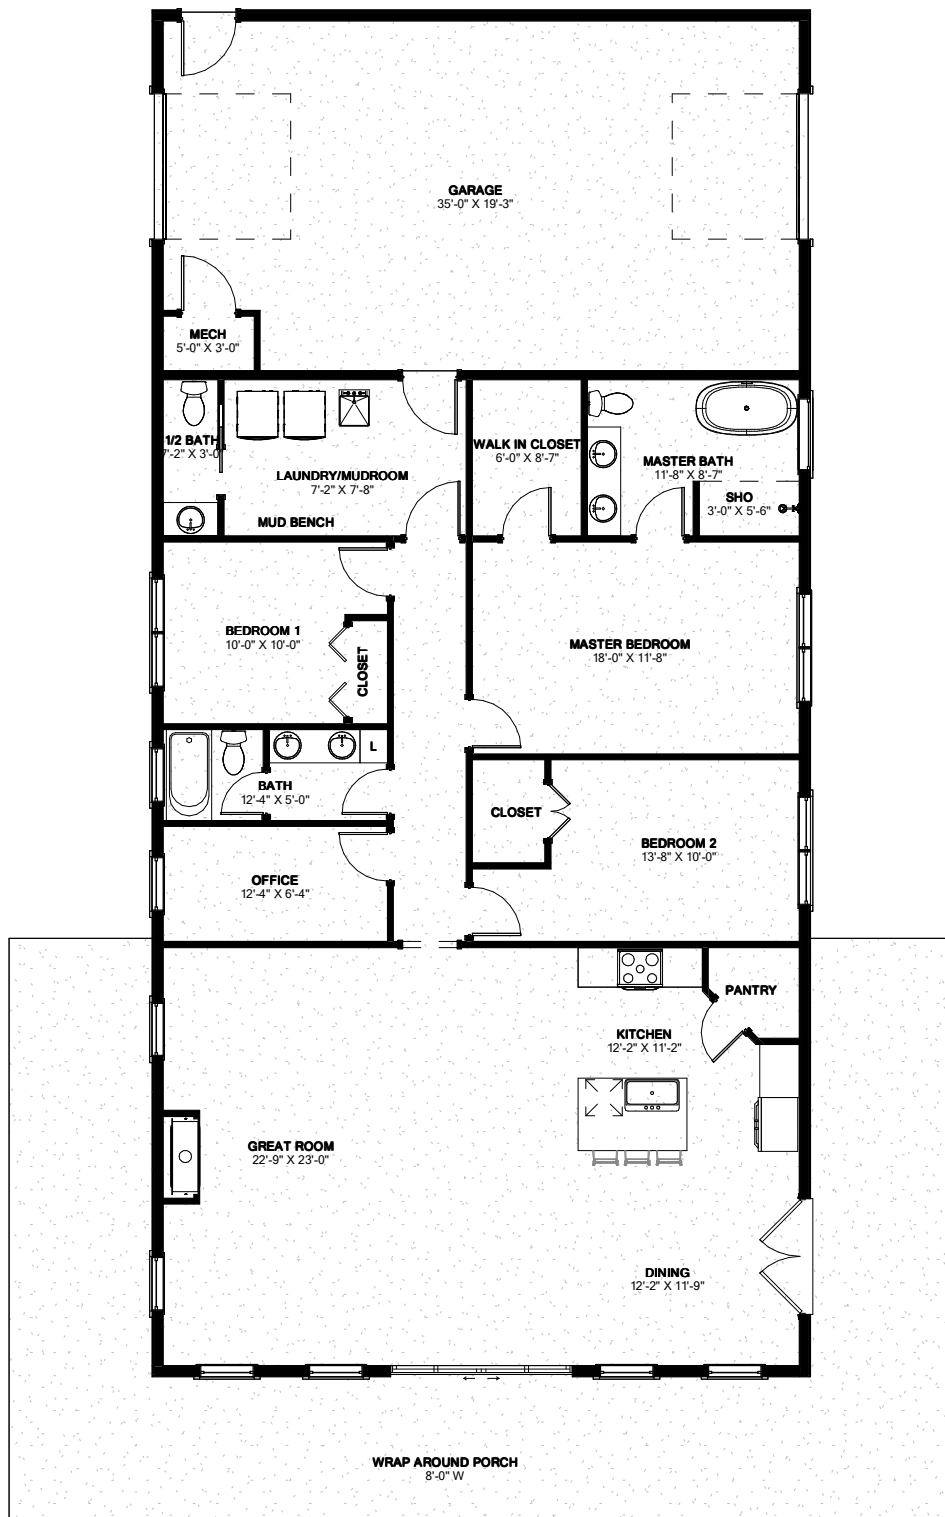 GARAGE
35'-0" X 19'-3"
MECH
5'-0" X 3'-0"
1/2 BATH
7'-2" X 3'-0"
LAUNDRY/MUDROOM
7'-2" X 7'-8"
MUD BENCH
WALK IN CLOSET
6'-0" X 8'-7"
MASTER BATH
11'-8" X 8'-7"
SHO
3'-0" X 5'-6"
BEDROOM 1
10'-0" X 10'-0"
CLOSET
MASTER BEDROOM
18'-0" X 11'-8"
L
BATH
12'-4" X 5'-0"
CLOSET
BEDROOM 2
13'-8" X 10'-0"
OFFICE
12'-4" X 6'-4"
PANTRY
KITCHEN
12'-2" X 11'-2"
GREAT ROOM
22'-9" X 23'-0"
DINING
12'-2" X 11'-9"
WRAP AROUND PORCH
8'-0" W